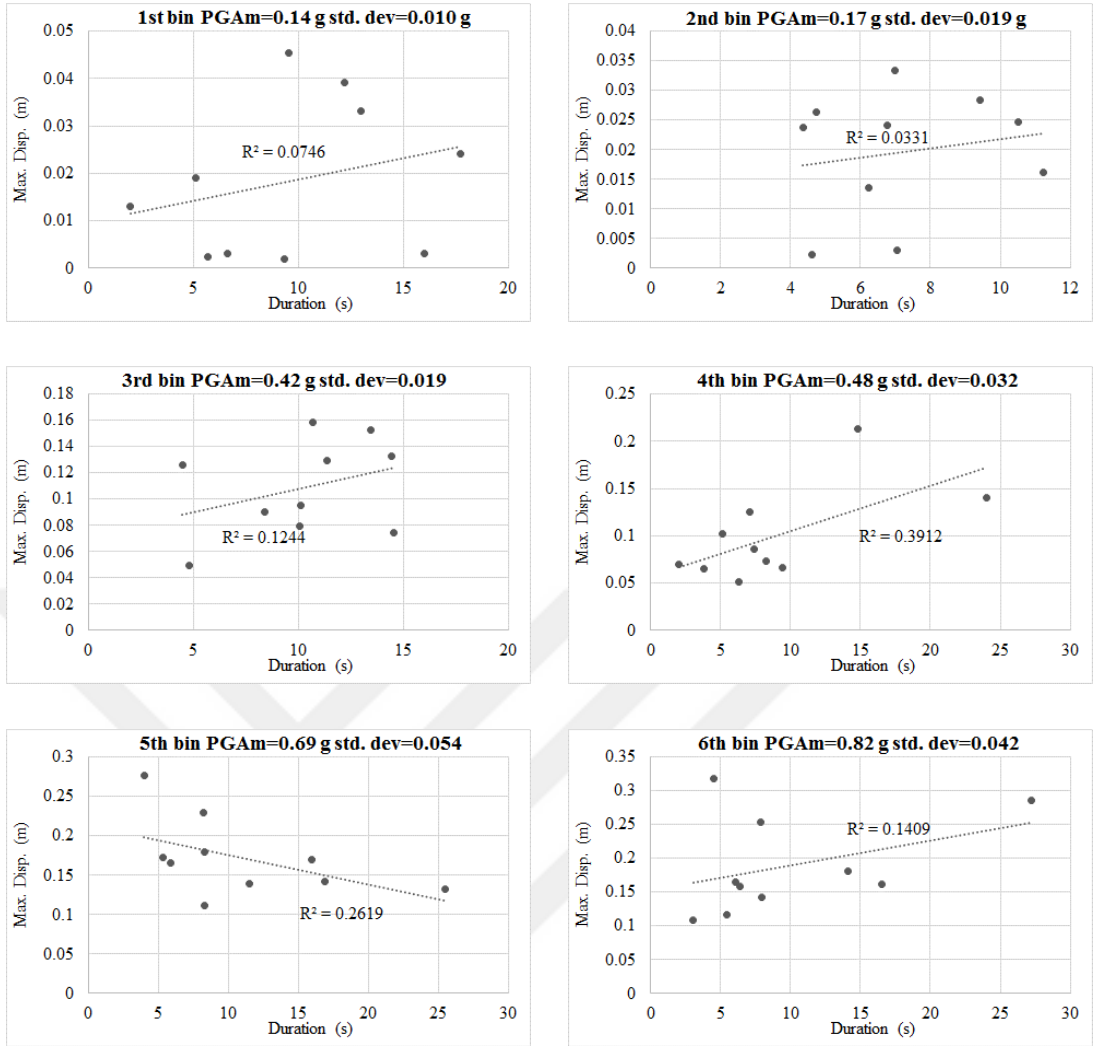 1st bin PGAm=0.14 g std. dev=0.010 g
Max. Disp. (m)
0.05
0.04
0.03
0.02
0.01
0
R² = 0.0746
0 5 10 15 20
Duration (s)
2nd bin PGAm=0.17 g std. dev=0.019 g
Max. Disp. (m)
0.04
0.035
0.03
0.025
0.02
0.015
0.01
0.005
0
R² = 0.0331
0 2 4 6 8 10 12
Duration (s)
3rd bin PGAm=0.42 g std. dev=0.019
Max. Disp. (m)
0.18
0.16
0.14
0.12
0.1
0.08
0.06
0.04
0.02
0
R² = 0.1244
0 5 10 15 20
Duration (s)
4th bin PGAm=0.48 g std. dev=0.032
Max. Disp. (m)
0.25
0.2
0.15
0.1
0.05
0
R² = 0.3912
0 5 10 15 20 25 30
Duration (s)
5th bin PGAm=0.69 g std. dev=0.054
Max. Disp. (m)
0.3
0.25
0.2
0.15
0.1
0.05
0
R² = 0.2619
0 5 10 15 20 25 30
Duration (s)
6th bin PGAm=0.82 g std. dev=0.042
Max. Disp. (m)
0.35
0.3
0.25
0.2
0.15
0.1
0.05
0
R² = 0.1409
0 5 10 15 20 25 30
Duration (s)